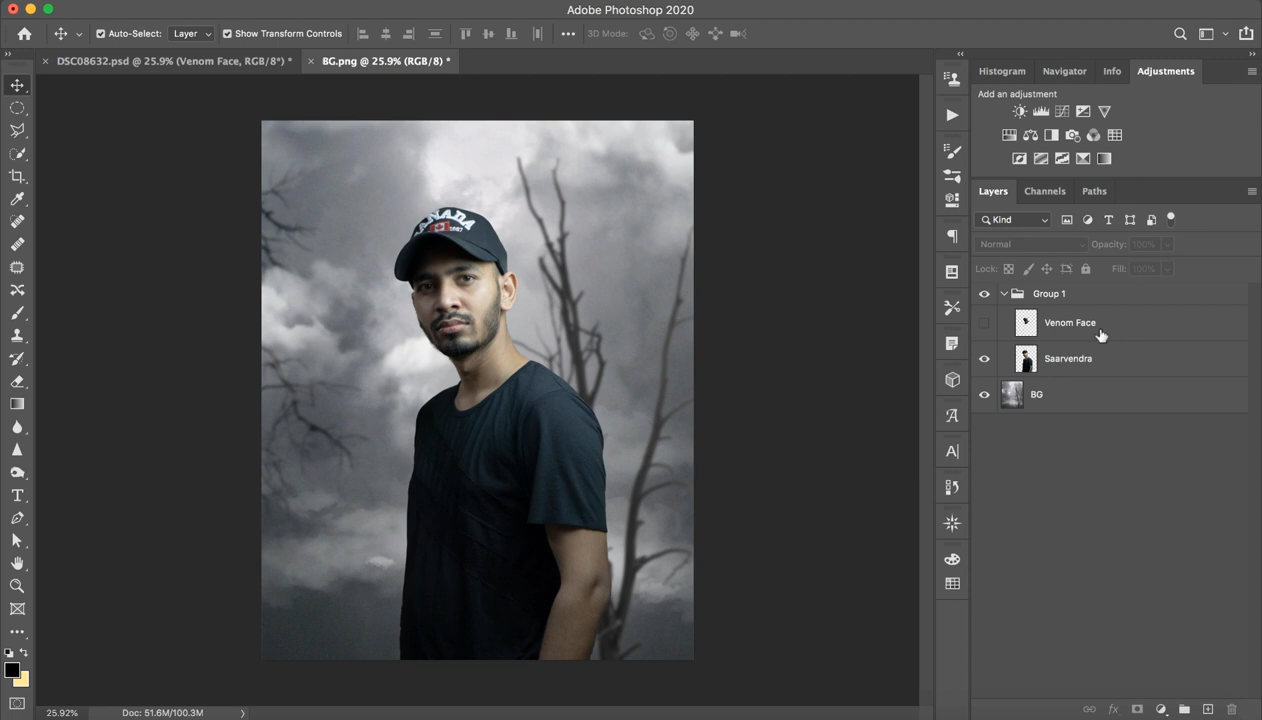 Adobe Photoshop 2020
Auto-Select: Layer Show Transform Controls 3D Mode:
DSC08632.psd @ 25.9% (Venom Face, RGB/8*) * BG.png @ 25.9% (RGB/8) *
Histogram Navigator Info Adjustments
Add an adjustment
Layers Channels Paths
Kind
Normal Opacity: 100%
Lock: Fill: 100%
Group 1
Venom Face
Saarvendra
BG
25.92% Doc: 51.6M/100.3M